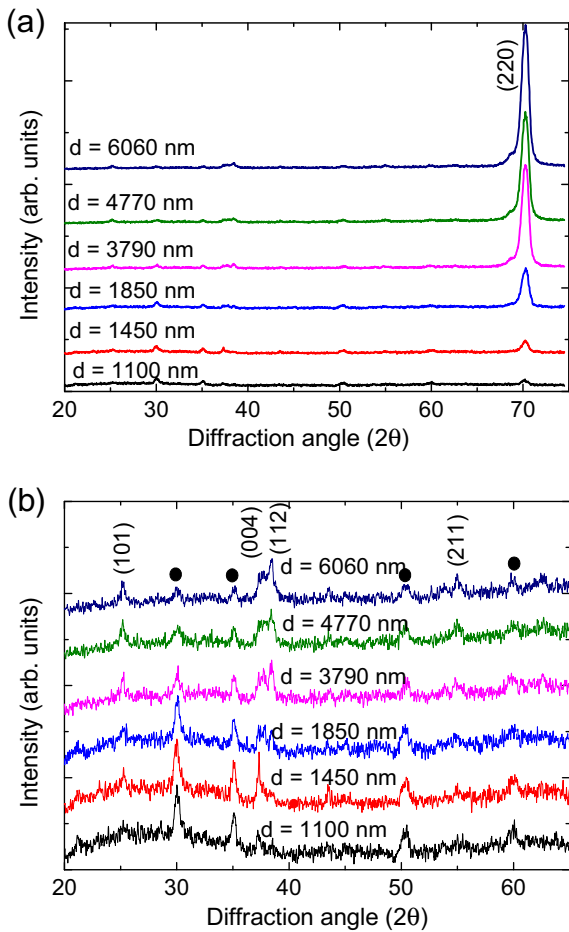 (a)
(220)
d = 6060 nm
d = 4770 nm
d = 3790 nm
d = 1850 nm
d = 1450 nm
d = 1100 nm
Intensity (arb. units)
20 30 40 50 60 70
Diffraction angle (2θ)
(b)
(101) (004) (112) (211)
d = 6060 nm
d = 4770 nm
d = 3790 nm
d = 1850 nm
d = 1450 nm
d = 1100 nm
Intensity (arb. units)
20 30 40 50 60
Diffraction angle (2θ)